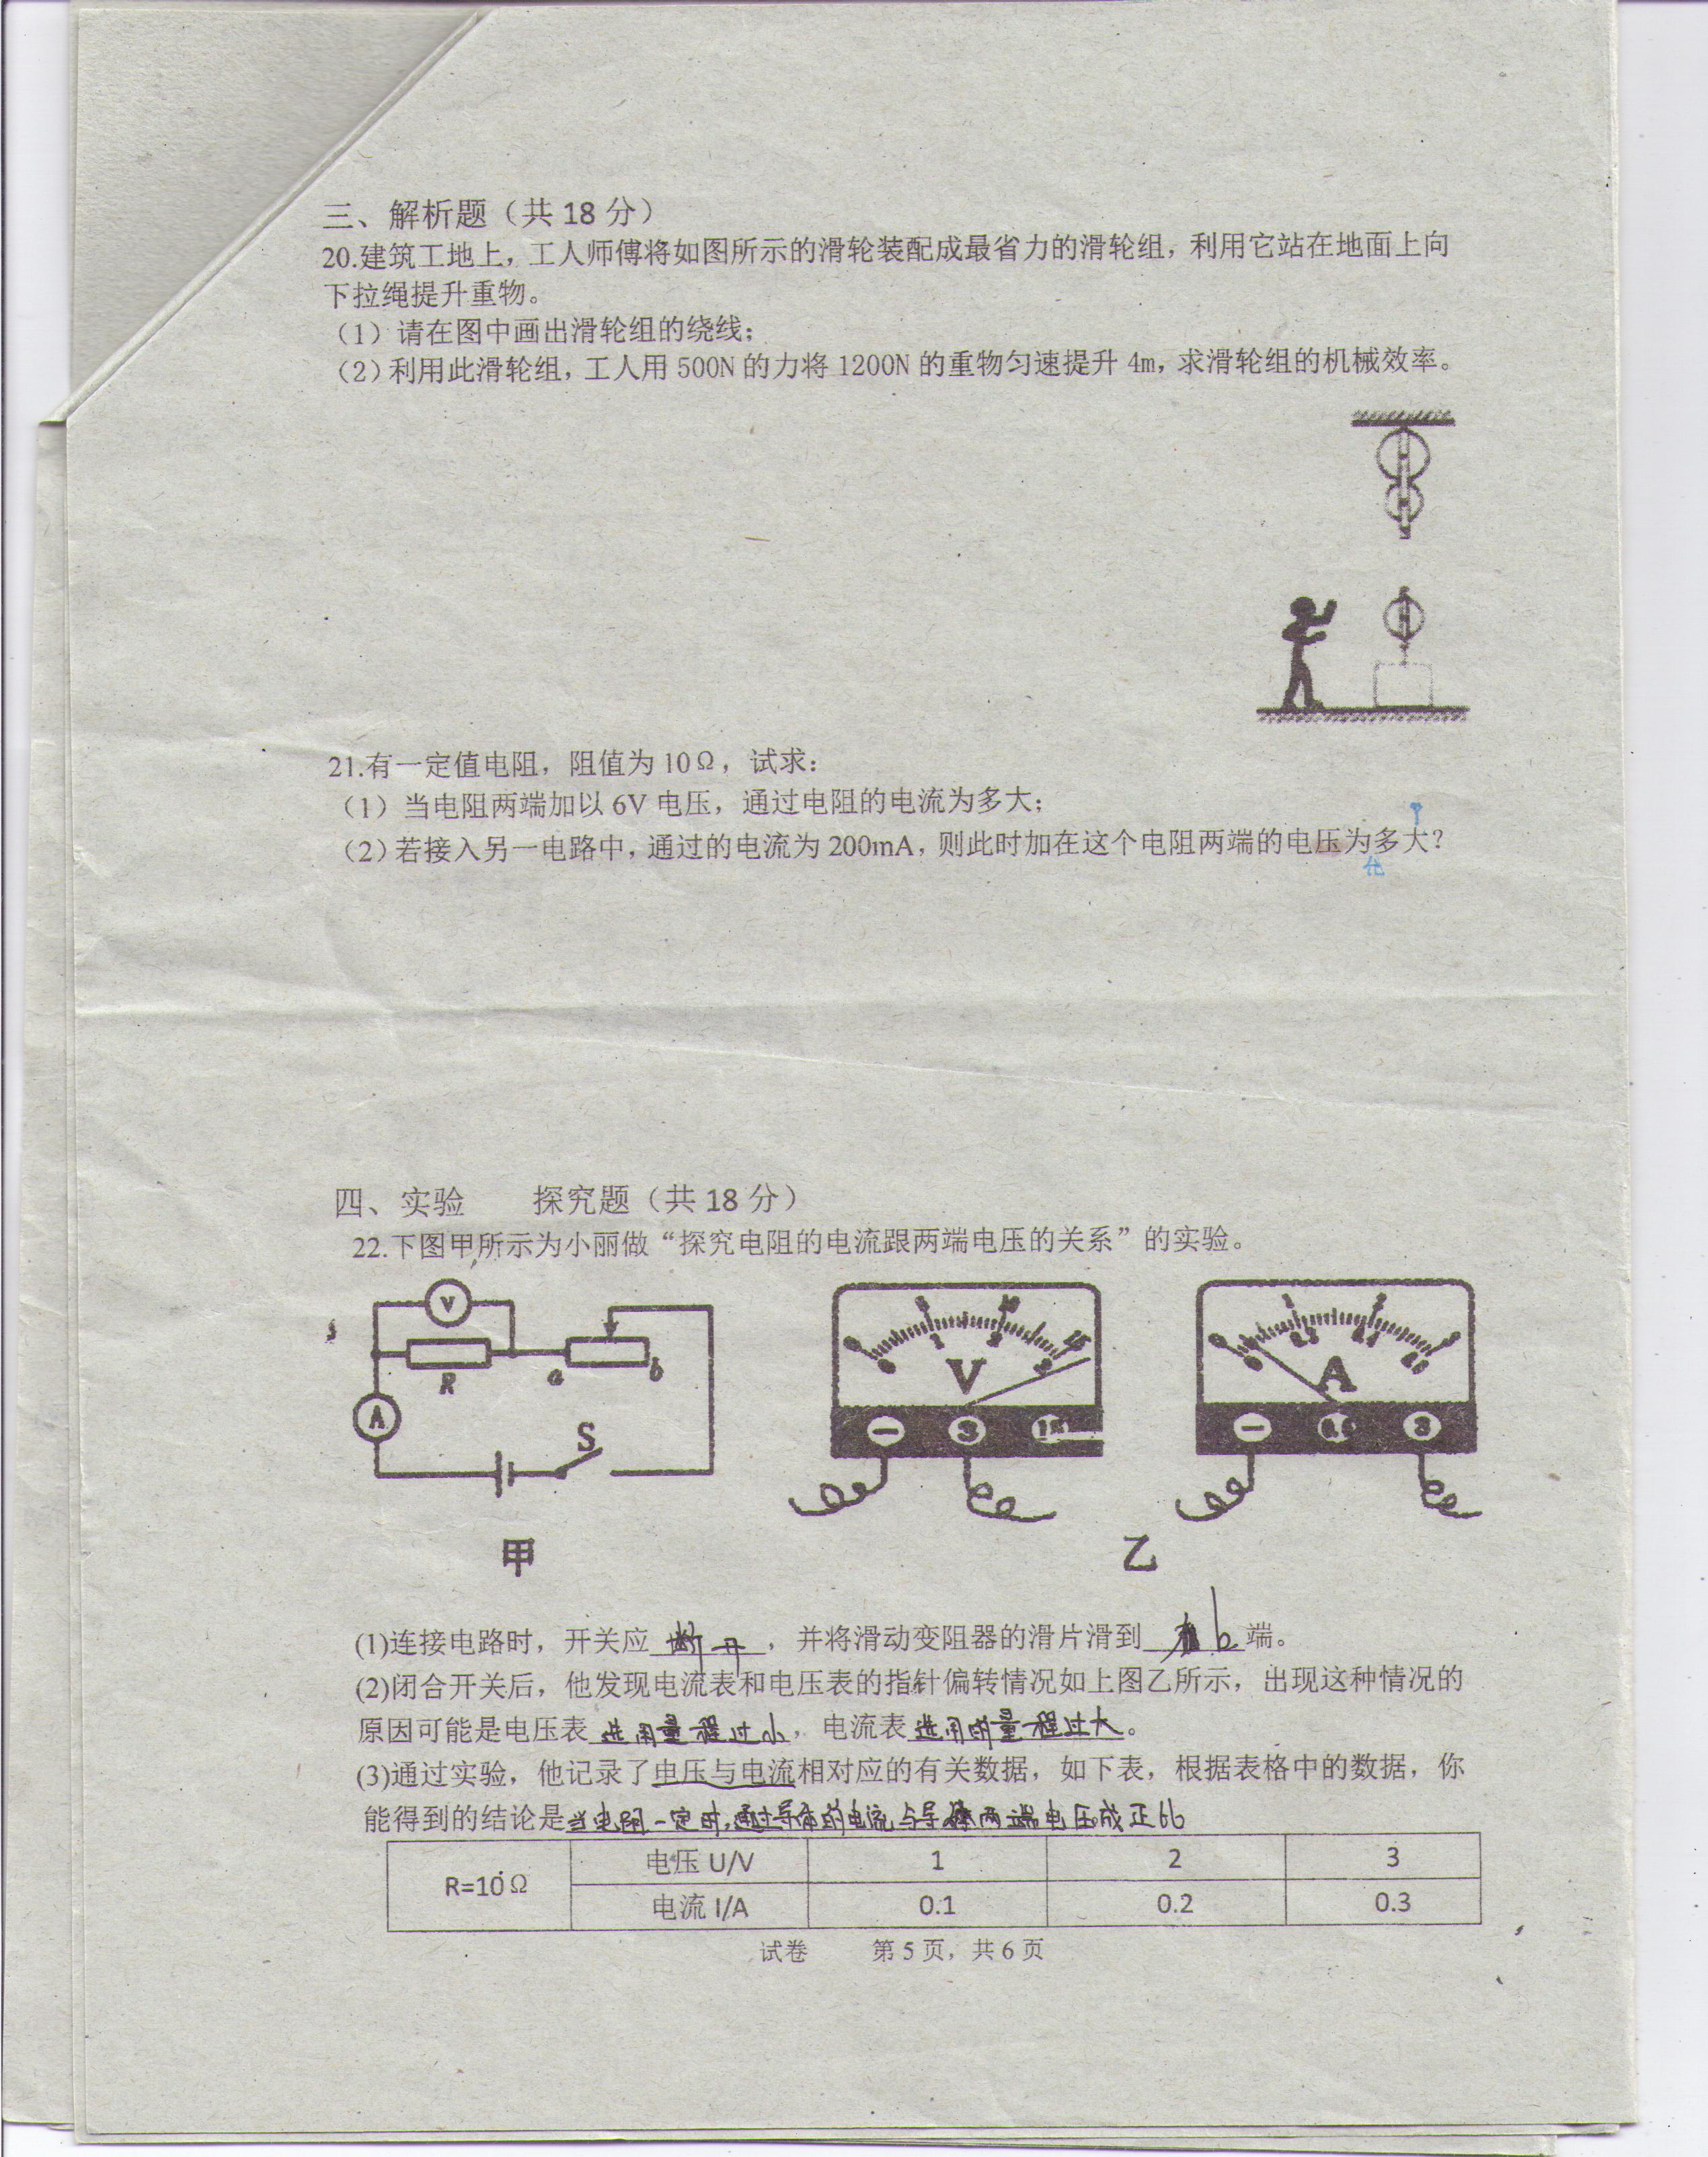 三、解析题（共 18 分）
20.建筑工地上，工人师傅将如图所示的滑轮装配成最省力的滑轮组，利用它站在地面上向
下拉绳提升重物。
（1）请在图中画出滑轮组的绕线；
（2）利用此滑轮组，工人用 500N 的力将 1200N 的重物匀速提升 4m，求滑轮组的机械效率。
21.有一定值电阻，阻值为 10Ω，试求：
（1）当电阻两端加以 6V 电压，通过电阻的电流为多大；
（2）若接入另一电路中，通过的电流为 200mA，则此时加在这个电阻两端的电压为多大？
四、实验 探究题（共 18 分）
22.下图甲所示为小丽做“探究电阻的电流跟两端电压的关系”的实验。
V
R a b
A
S
甲
0 5 10 15
0 1 2 3
V
− 3 15
0 1 2 3
A
− 0.6 3
乙
(1)连接电路时，开关应 断开 ，并将滑动变阻器的滑片滑到 b 端。
(2)闭合开关后，他发现电流表和电压表的指针偏转情况如上图乙所示，出现这种情况的
原因可能是电压表 选用量程过小，电流表 选用的量程过大。
(3)通过实验，他记录了电压与电流相对应的有关数据，如下表，根据表格中的数据，你
能得到的结论是当电阻一定时，通过导体的电流与导体两端电压成正比
R=10Ω 电压 U/V 1 2 3
电流 I/A 0.1 0.2 0.3
试卷 第 5 页，共 6 页